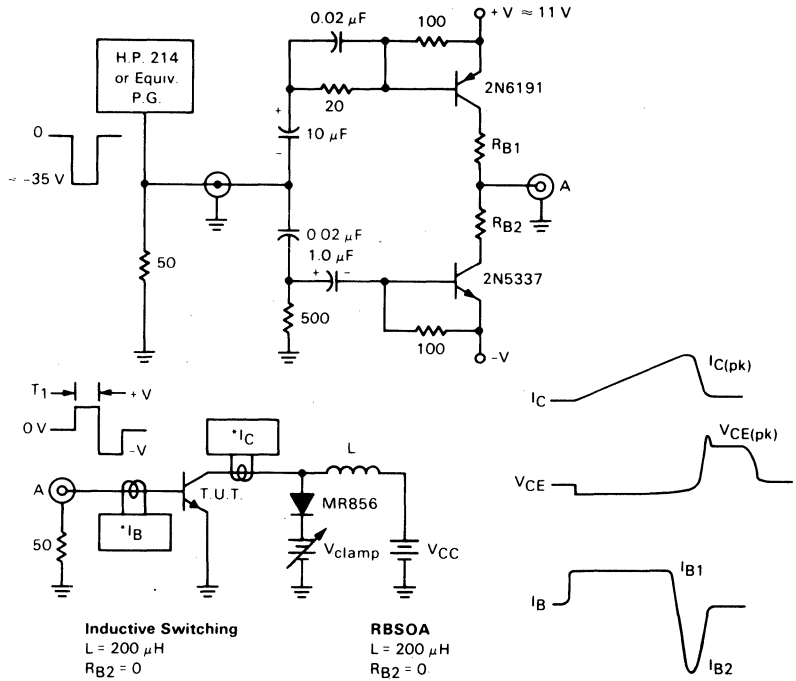 0.02 µF
100
+V ≈ 11 V
H.P. 214
or Equiv.
P.G.
2N6191
20
+
10 µF
-
RB1
0
≈ -35 V
A
RB2
0 02 µF
1.0 µF
+ -
50
2N5337
500
100
-V
T1
+V
0 V
-V
*IC
L
A
T.U.T.
*IB
MR856
50
Vclamp
VCC
Inductive Switching
L = 200 µH
RB2 = 0
RBSOA
L = 200 µH
RB2 = 0
IC(pk)
IC
VCE(pk)
VCE
IB1
IB
IB2